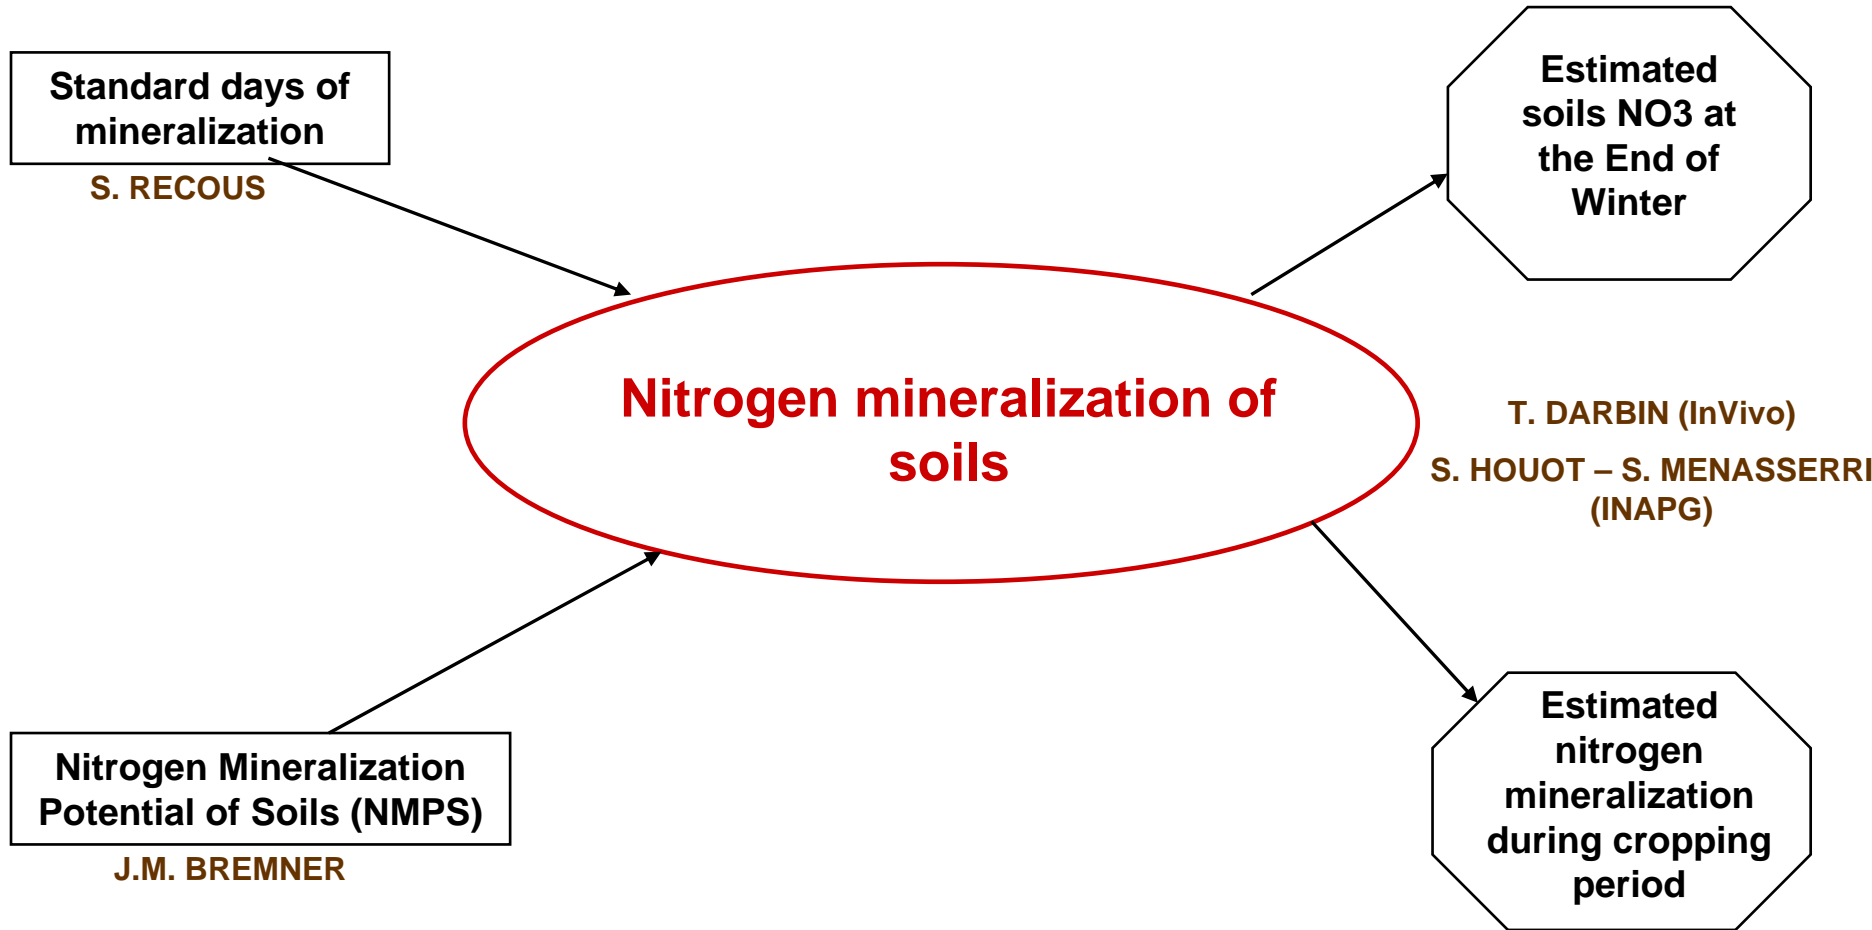 Standard days of
mineralization
S. RECOUS
Estimated
soils NO3 at
the End of
Winter
Nitrogen mineralization of
soils
T. DARBIN (InVivo)
S. HOUOT – S. MENASSERRI
(INAPG)
Nitrogen Mineralization
Potential of Soils (NMPS)
J.M. BREMNER
Estimated
nitrogen
mineralization
during cropping
period